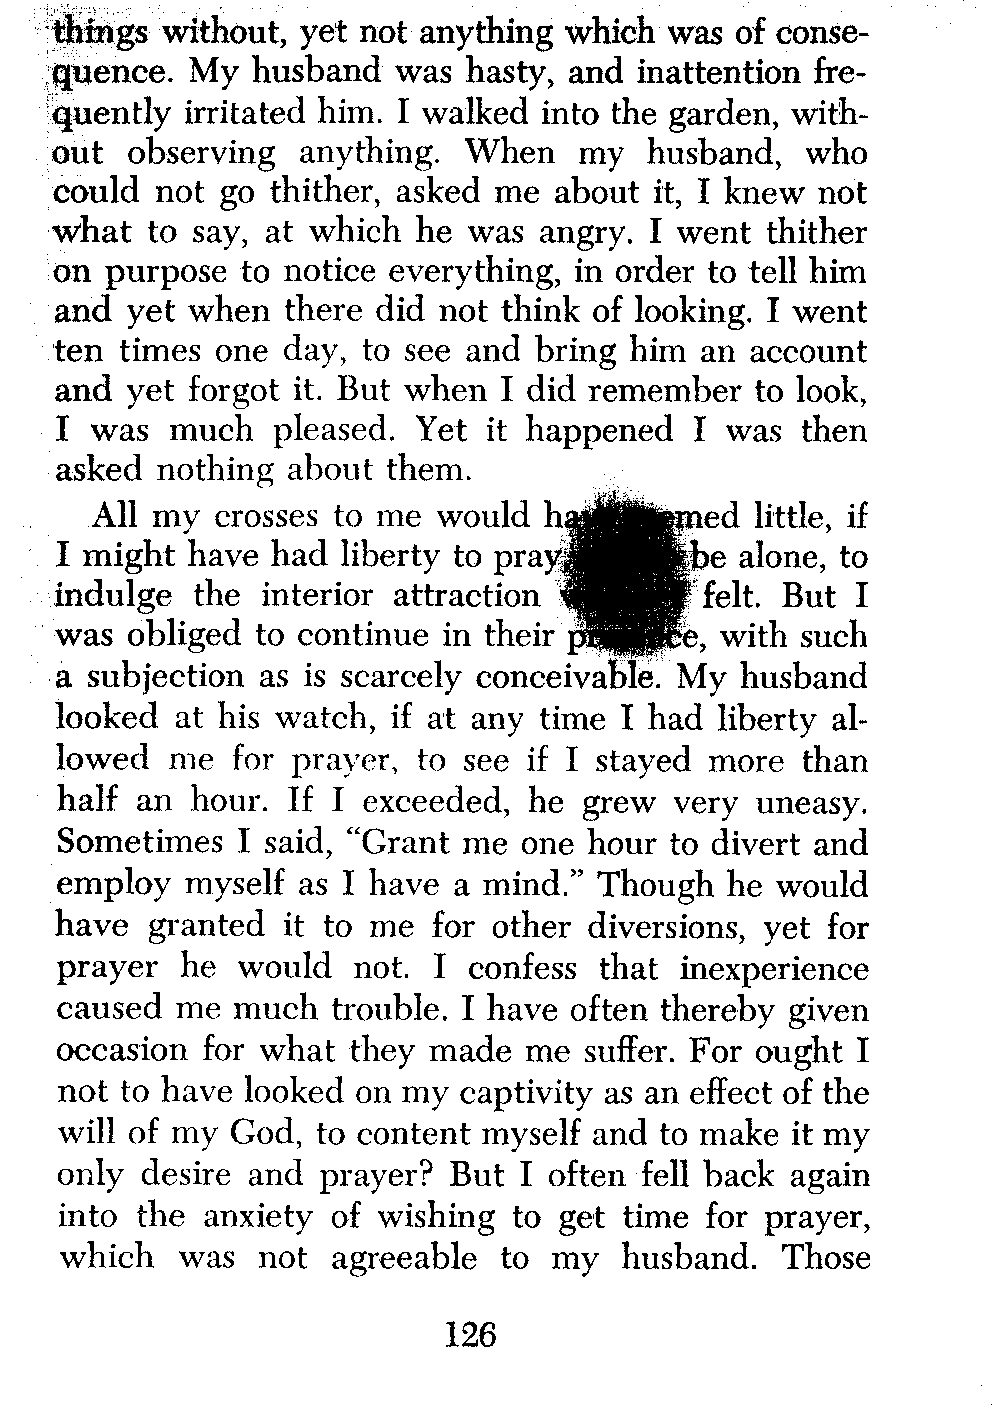 things without, yet not anything which was of conse-
quence. My husband was hasty, and inattention fre-
quently irritated him. I walked into the garden, with-
out observing anything. When my husband, who
could not go thither, asked me about it, I knew not
what to say, at which he was angry. I went thither
on purpose to notice everything, in order to tell him
and yet when there did not think of looking. I went
ten times one day, to see and bring him an account
and yet forgot it. But when I did remember to look,
I was much pleased. Yet it happened I was then
asked nothing about them.
All my crosses to me would little, if
I might have had liberty to pray be alone, to
indulge the interior attraction felt. But I
was obliged to continue in their with such
a subjection as is scarcely conceivable. My husband
looked at his watch, if at any time I had liberty al-
lowed me for prayer, to see if I stayed more than
half an hour. If I exceeded, he grew very uneasy.
Sometimes I said, “Grant me one hour to divert and
employ myself as I have a mind.” Though he would
have granted it to me for other diversions, yet for
prayer he would not. I confess that inexperience
caused me much trouble. I have often thereby given
occasion for what they made me suffer. For ought I
not to have looked on my captivity as an effect of the
will of my God, to content myself and to make it my
only desire and prayer? But I often fell back again
into the anxiety of wishing to get time for prayer,
which was not agreeable to my husband. Those
126